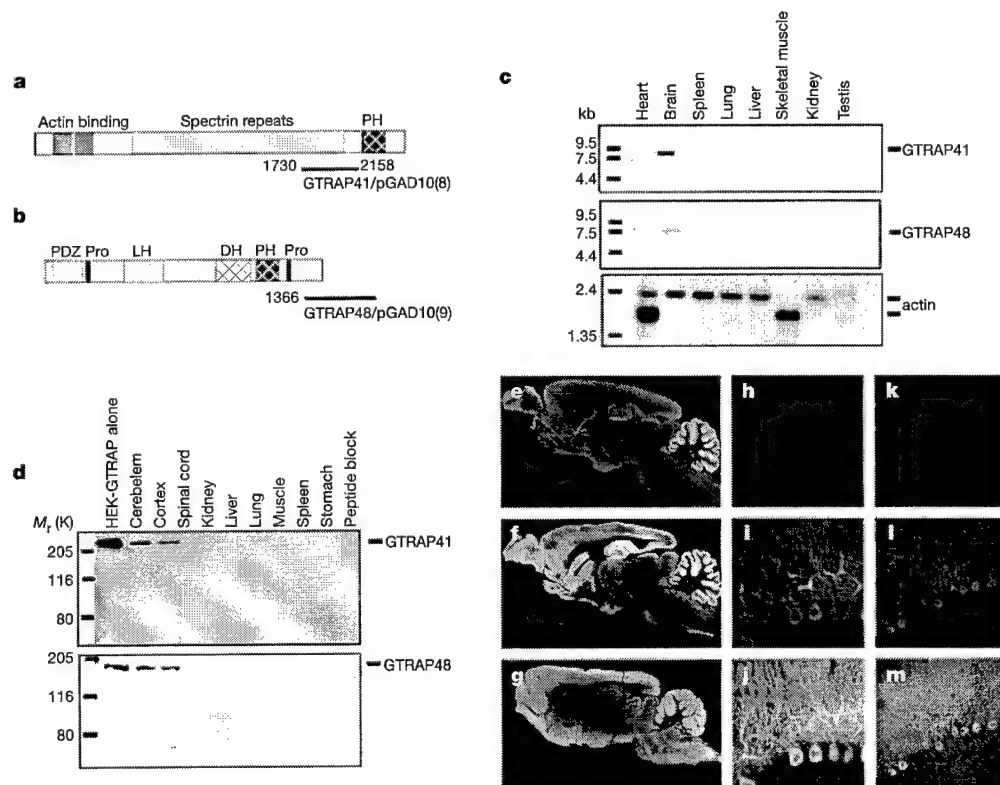 a
Actin binding
Spectrin repeats
PH
1730
2158
GTRAP41/pGAD10(8)
b
PDZ Pro
LH
DH
PH
Pro
1366
GTRAP48/pGAD10(9)
c
kb
Heart
Brain
Spleen
Lung
Liver
Skeletal muscle
Kidney
Testis
9.5
7.5
4.4
GTRAP41
9.5
7.5
4.4
GTRAP48
2.4
1.35
actin
d
Mr (K)
HEK-GTRAP alone
Cerebelem
Cortex
Spinal cord
Kidney
Liver
Lung
Muscle
Spleen
Stomach
Peptide block
205
116
80
GTRAP41
205
116
80
GTRAP48
e
h
k
f
i
l
g
j
m